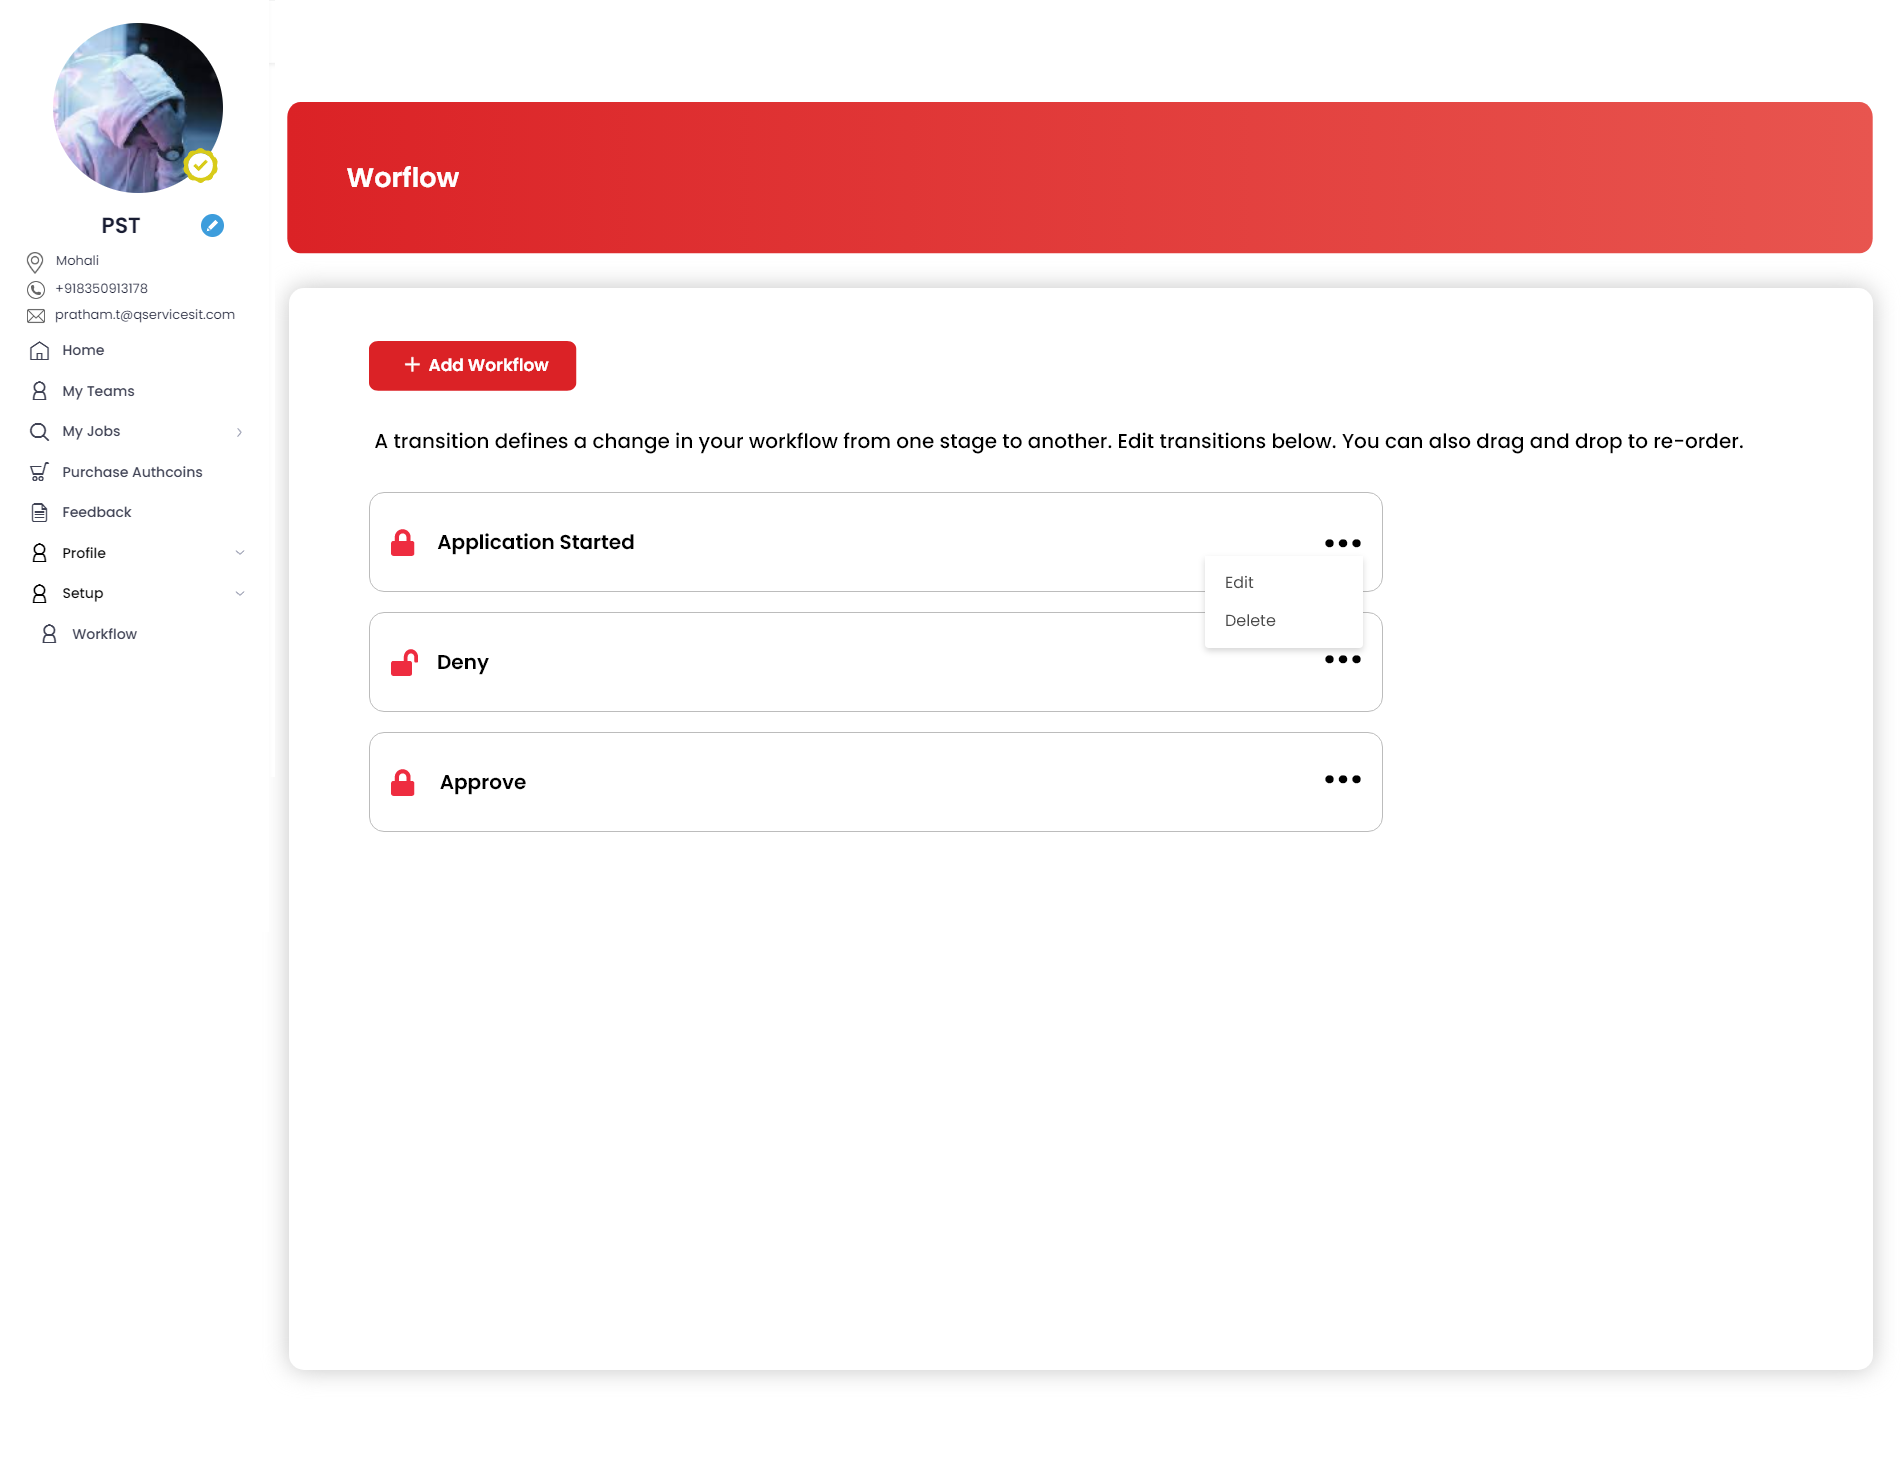 PST
Mohali
+918350913178
pratham.t@qservicesit.com
Home
My Teams
My Jobs
Purchase Authcoins
Feedback
Profile
Setup
Workflow
Worflow
+ Add Workflow
A transition defines a change in your workflow from one stage to another. Edit transitions below. You can also drag and drop to re-order.
Application Started
Edit
Delete
Deny
Approve